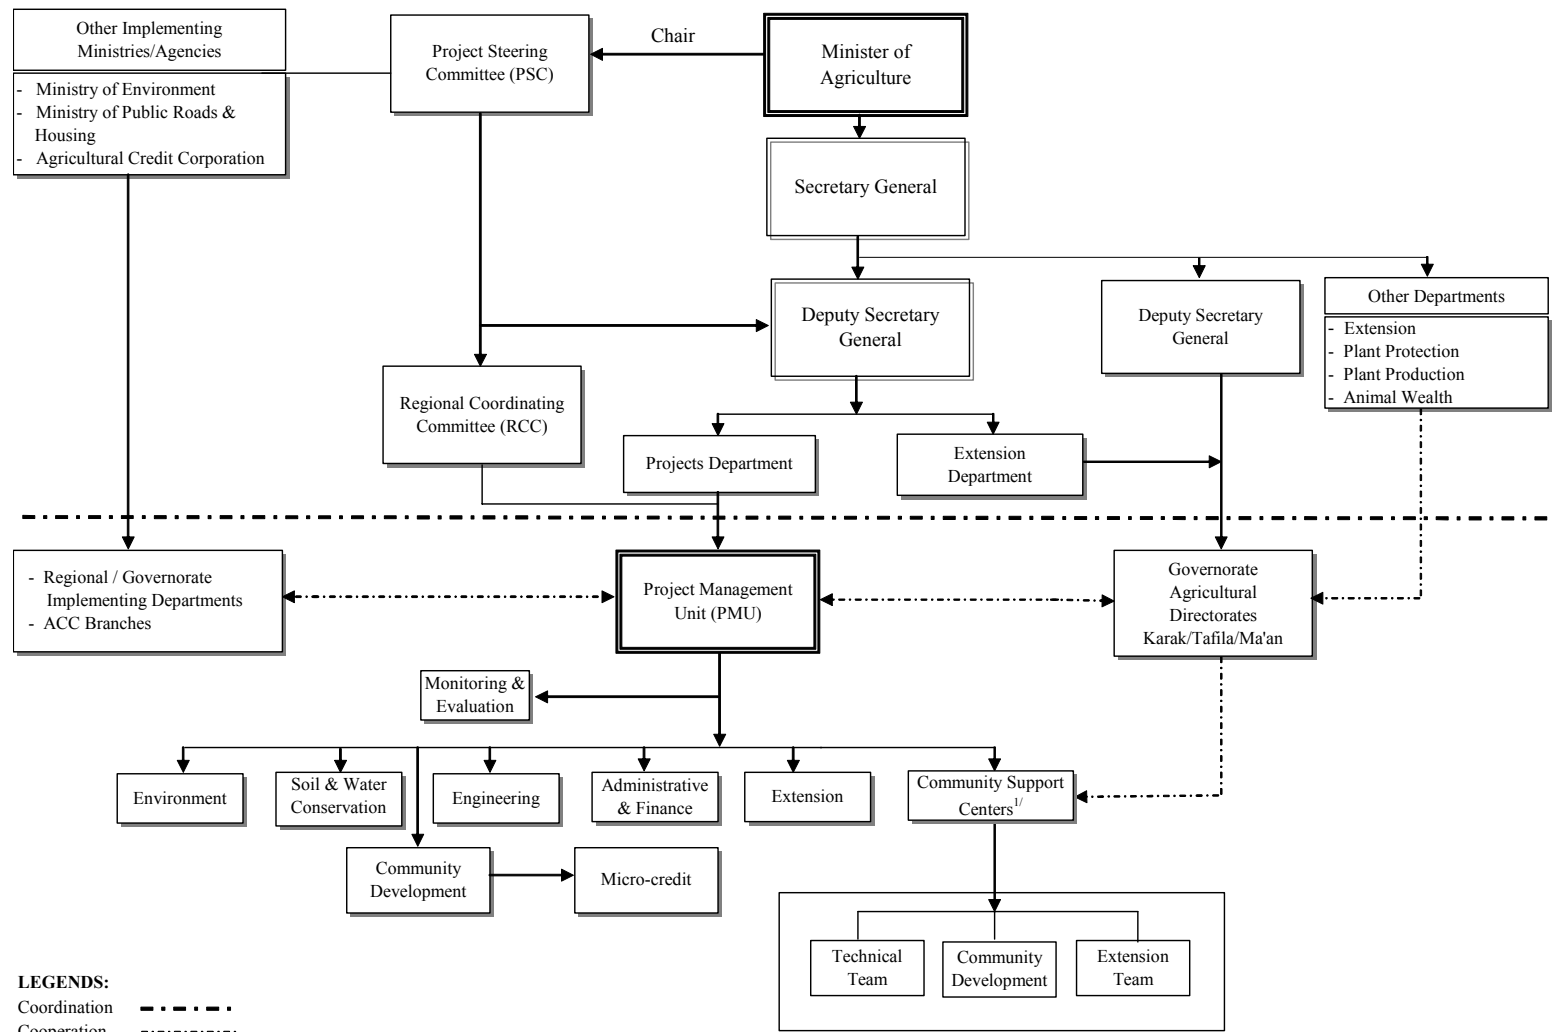 Other Implementing
Ministries/Agencies
- Ministry of Environment
- Ministry of Public Roads &
Housing
- Agricultural Credit Corporation
Project Steering
Committee (PSC)
Chair
Minister of
Agriculture
Secretary General
Deputy Secretary
General
Deputy Secretary
General
Other Departments
- Extension
- Plant Protection
- Plant Production
- Animal Wealth
Regional Coordinating
Committee (RCC)
Projects Department
Extension
Department
- Regional / Governorate
Implementing Departments
- ACC Branches
Project Management
Unit (PMU)
Governorate
Agricultural
Directorates
Karak/Tafila/Ma'an
Monitoring &
Evaluation
Environment
Soil & Water
Conservation
Engineering
Administrative
& Finance
Extension
Community Support
Centers1/
Community
Development
Micro-credit
Technical
Team
Community
Development
Extension
Team
LEGENDS:
Coordination
Cooperation